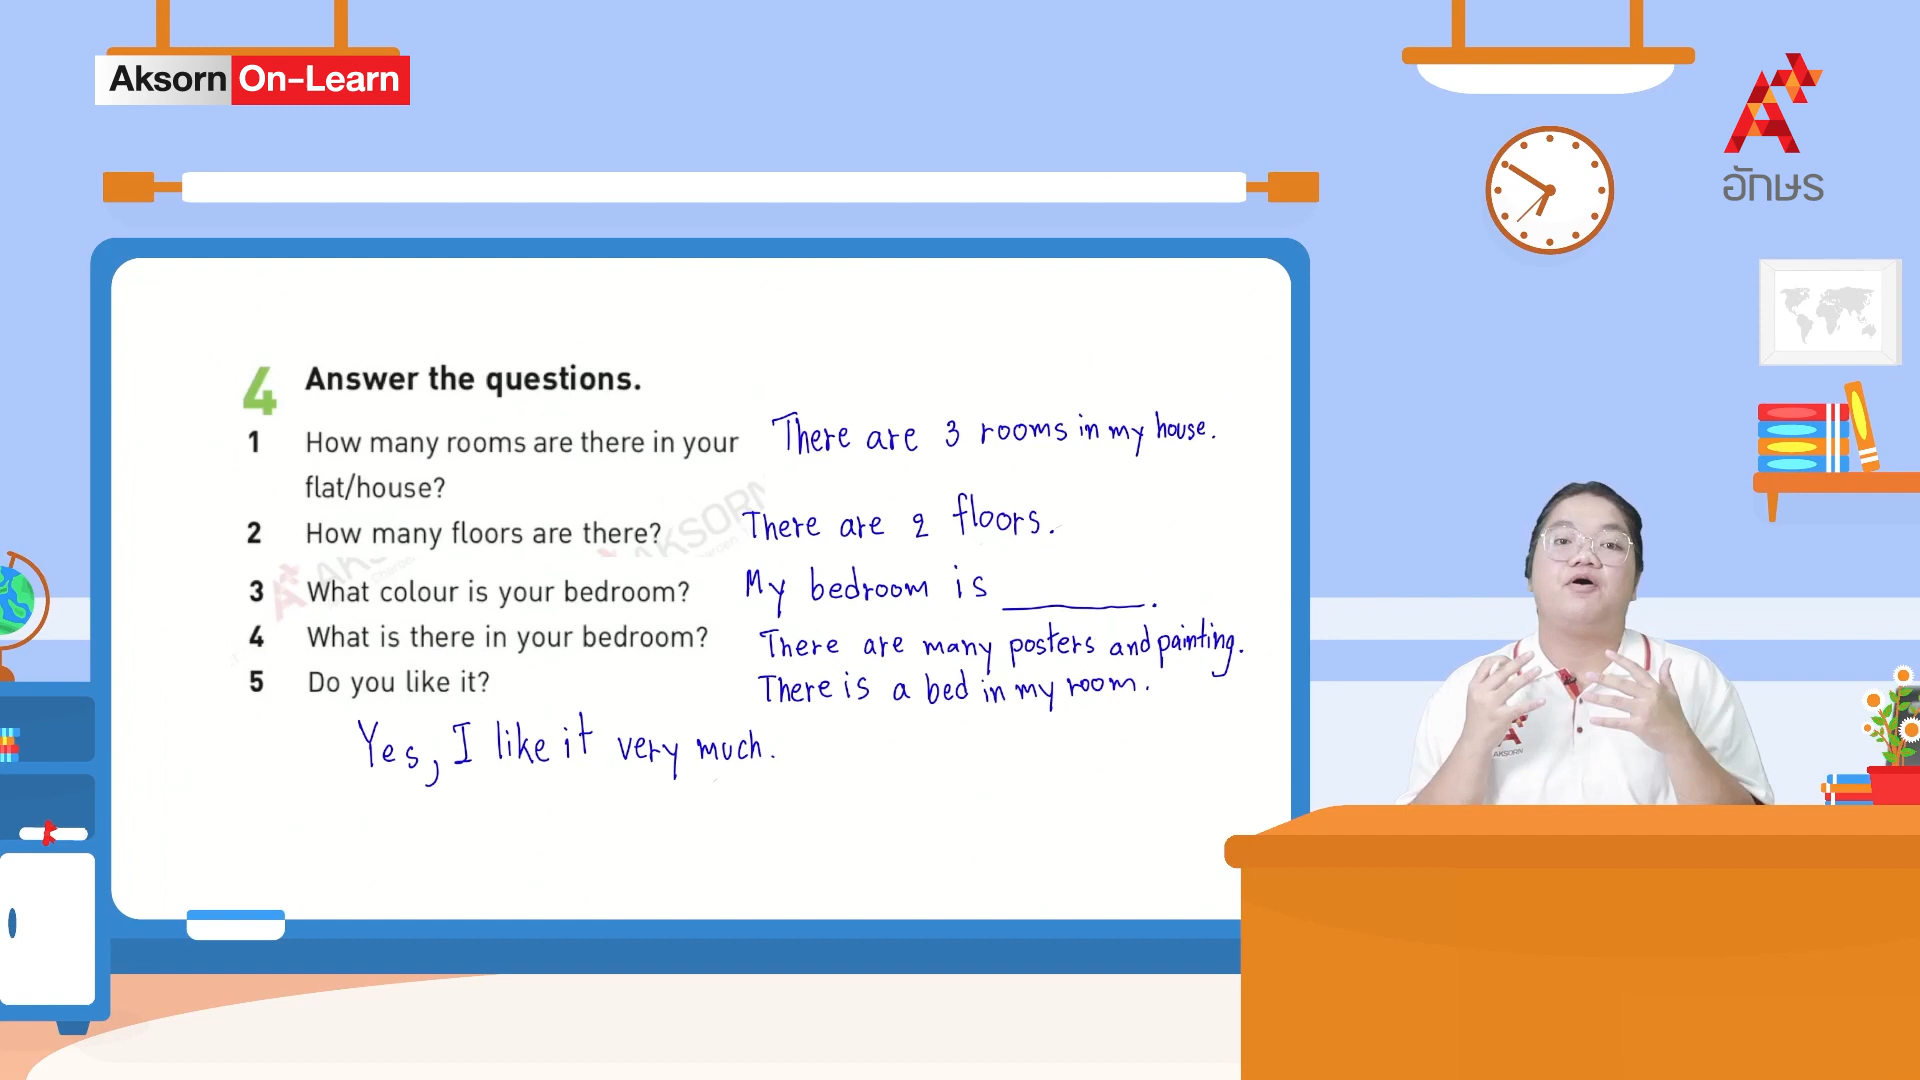 Aksorn On-Learn
อักษร
4 Answer the questions.
1 How many rooms are there in your
flat/house?
There are 3 rooms in my house.
2 How many floors are there?
There are 2 floors.
3 What colour is your bedroom?
My bedroom is ________.
4 What is there in your bedroom?
There are many posters and painting.
There is a bed in my room.
5 Do you like it?
Yes, I like it very much.
AKSORN
AKSORN